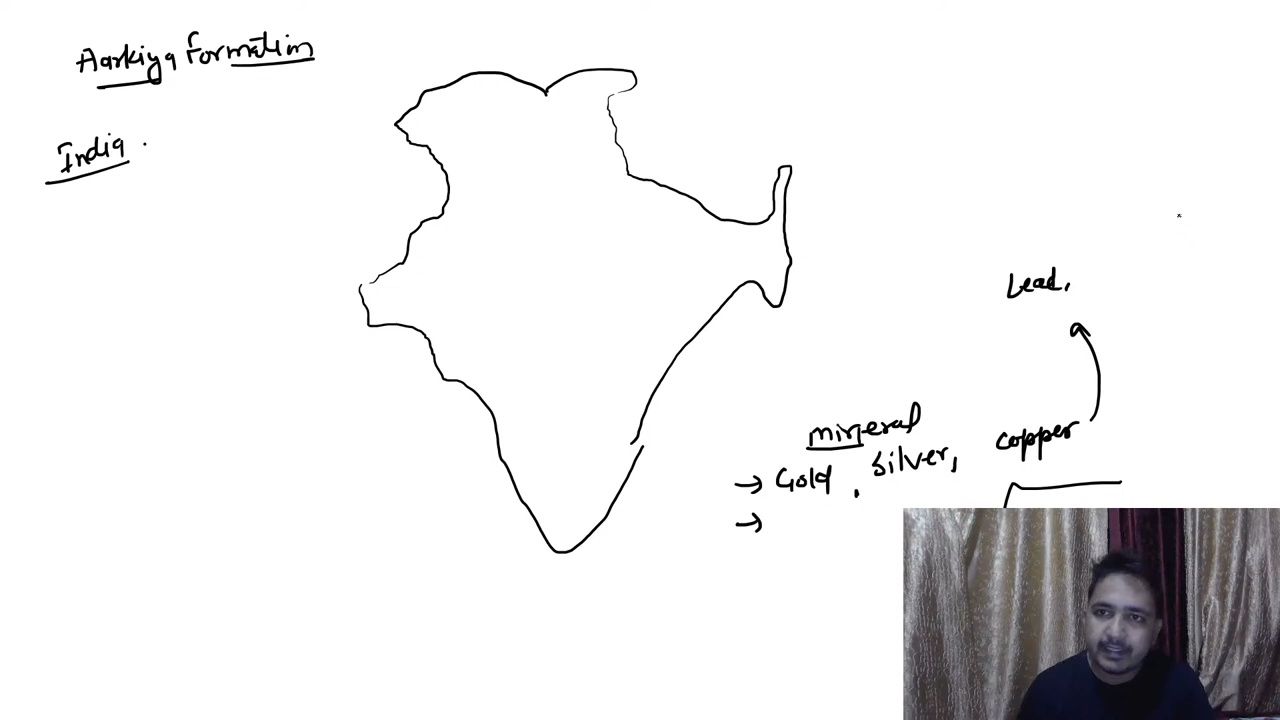 Aarkiya Formation
India .
Lead,
mineral
copper
→ Gold, Silver,
→